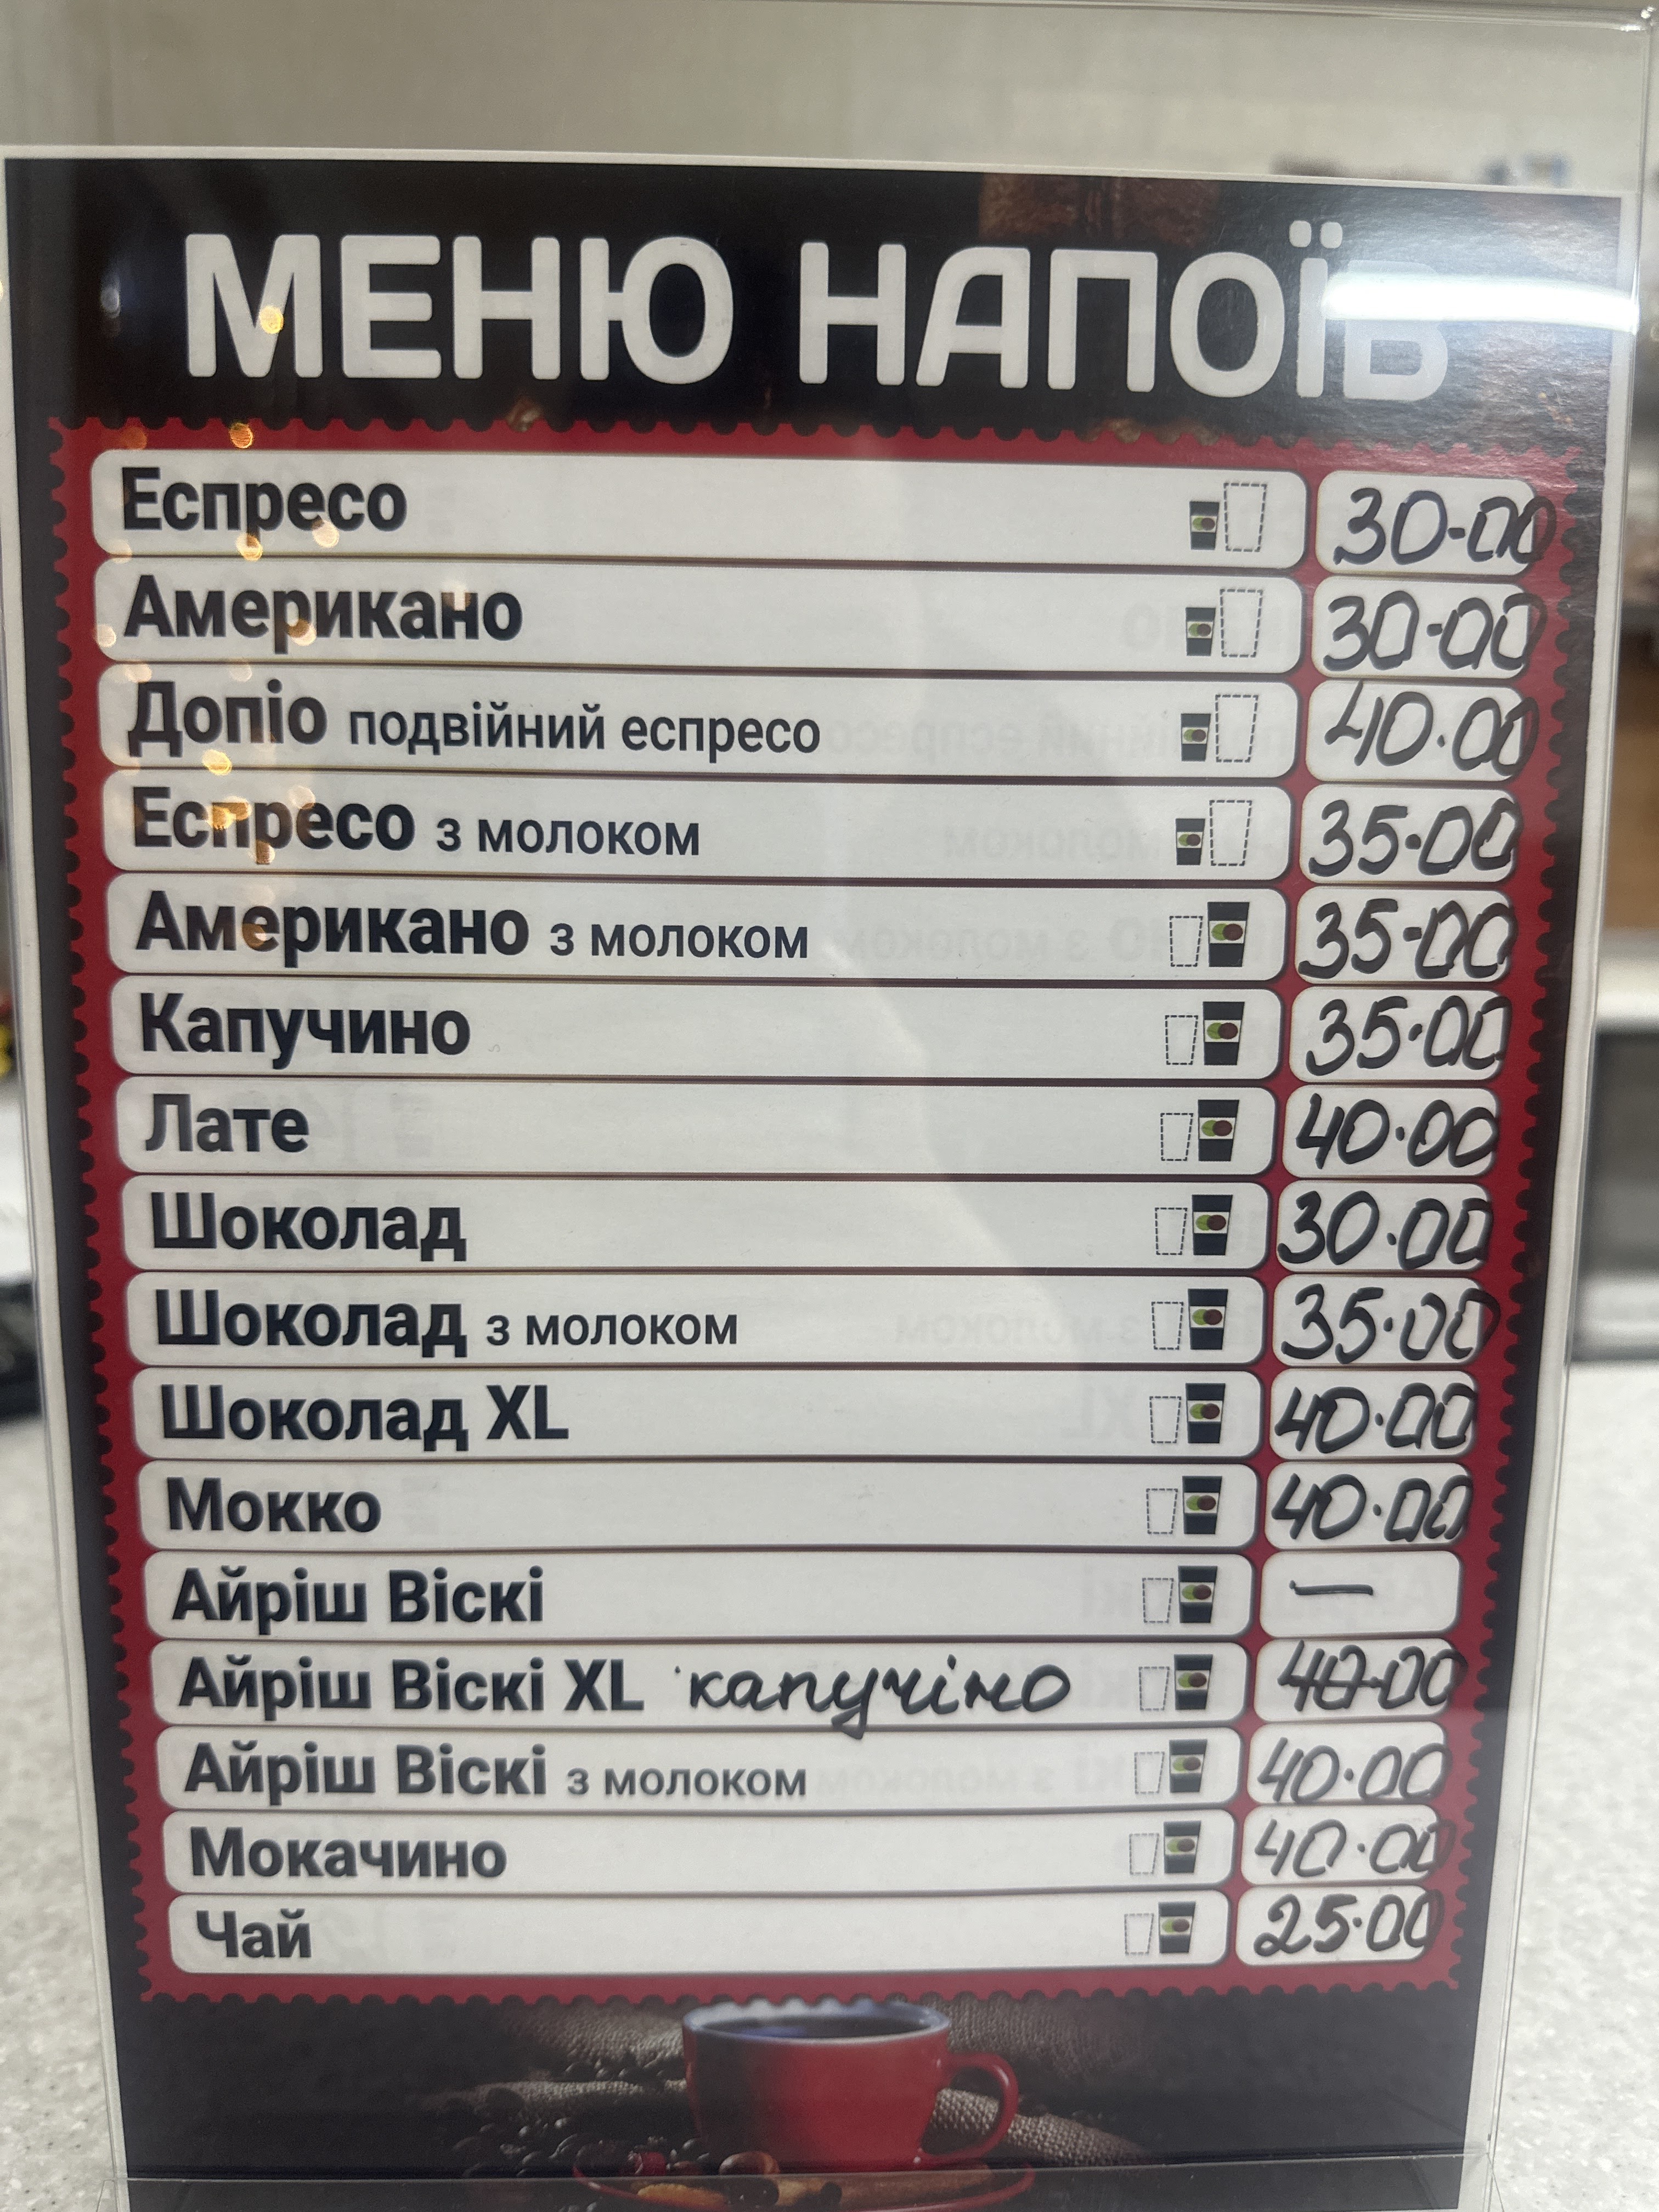 МЕНЮ НАПОЇВ
Еспресо 30-00
Американо 30-00
Допіо подвійний еспресо 40.00
Еспресо з молоком 35-00
Американо з молоком 35-00
Капучино 35.00
Лате 40.00
Шоколад 30.00
Шоколад з молоком 35.00
Шоколад XL 40.00
Мокко 40.00
Айріш Віскі —
Айріш Віскі XL капучіно 40-00
Айріш Віскі з молоком 40.00
Мокачино 40.00
Чай 25.00